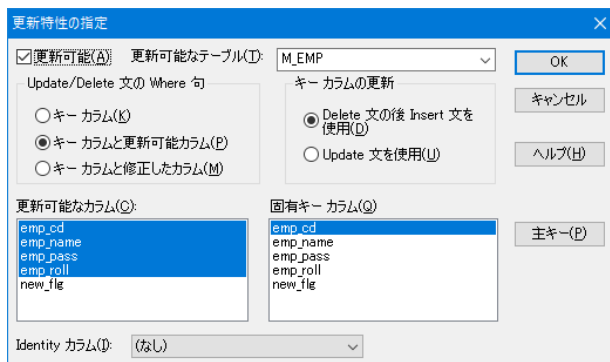 更新特性の指定
更新可能(A) 更新可能なテーブル(T): M_EMP OK
Update/Delete 文の Where 句 キー カラムの更新 キャンセル
キー カラム(K) Delete 文の後 Insert 文を
使用(D)
キー カラムと更新可能カラム(P) Update 文を使用(U) ヘルプ(H)
キー カラムと修正したカラム(M)
更新可能なカラム(C): 固有キー カラム(Q)
emp_cd emp_cd 主キー(P)
emp_name emp_name
emp_pass emp_pass
emp_roll emp_roll
new_flg new_flg
Identity カラム(I): (なし)